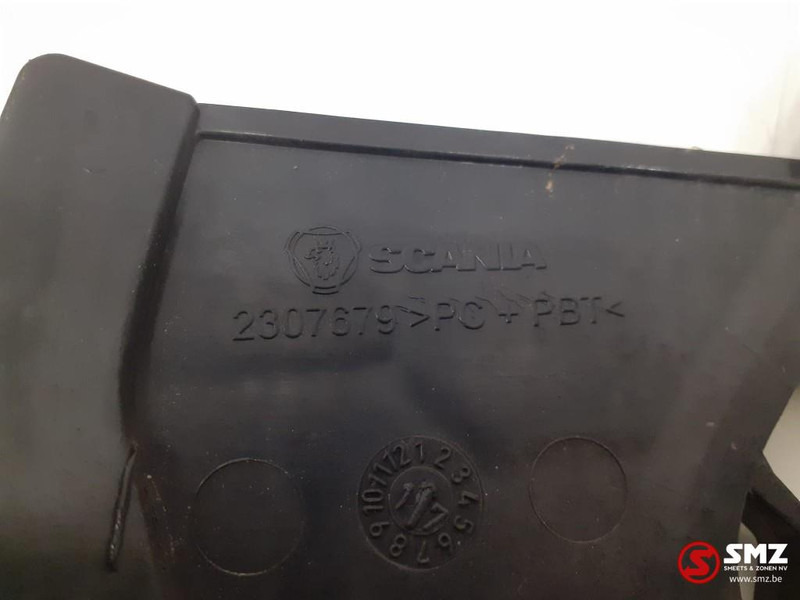 SCANIA
2307679 >PC + PBT<
1 2 3 4 5 6 7 8 9 10 11 12
17
SMZ
SMEETS & ZONEN NV
www.smz.be